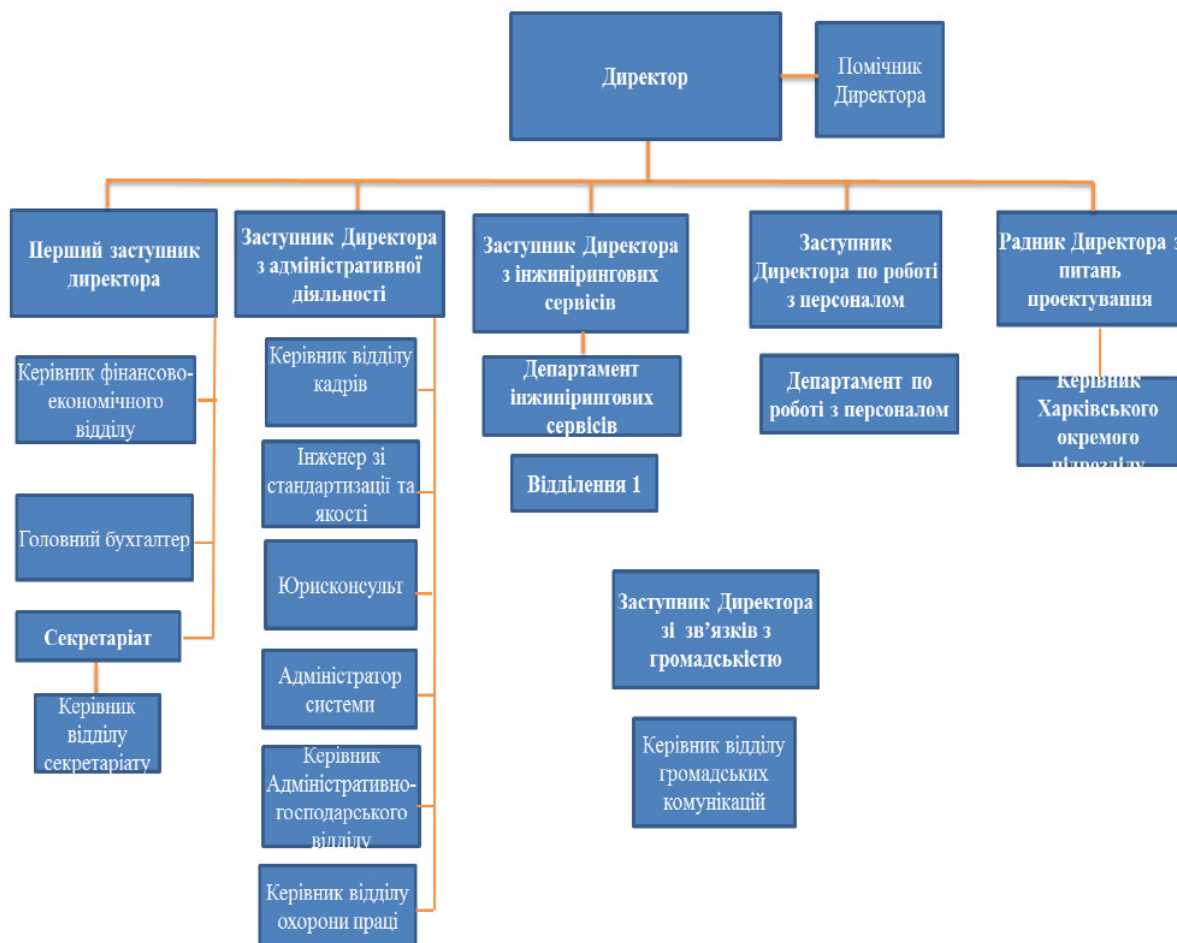 Директор
Помічник
Директора
Перший заступник
директора
Заступник Директора
з адміністративної
діяльності
Заступник Директора
з інжинірингових
сервісів
Заступник
Директора по роботі
з персоналом
Радник Директора з
питань
проектування
Керівник фінансово-
економічного
відділу
Головний бухгалтер
Секретаріат
Керівник
відділу
секретаріату
Керівник відділу
кадрів
Інженер зі
стандартизації та
якості
Юрисконсульт
Адміністратор
системи
Керівник
Адміністративно-
господарського
відділу
Керівник відділу
охорони праці
Департамент
інжинірингових
сервісів
Відділення 1
Департамент по
роботі з персоналом
Керівник
Харківського
окремого
підрозділу
Заступник Директора
зі зв’язків з
громадськістю
Керівник відділу
громадських
комунікацій